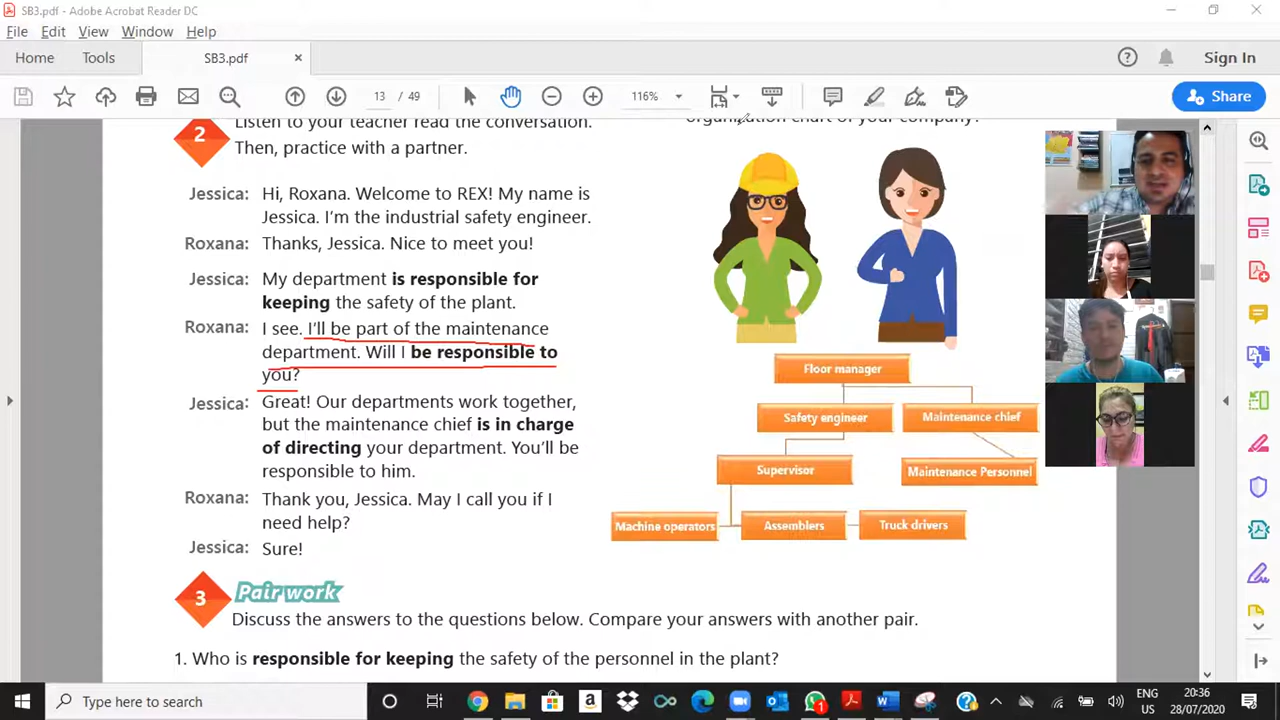 SB3.pdf - Adobe Acrobat Reader DC
File Edit View Window Help
Home Tools SB3.pdf × Sign In
13 / 49 116% Share
2 Listen to your teacher read the conversation.
Then, practice with a partner.
organization chart of your company?
Jessica: Hi, Roxana. Welcome to REX! My name is
Jessica. I'm the industrial safety engineer.
Roxana: Thanks, Jessica. Nice to meet you!
Jessica: My department is responsible for
keeping the safety of the plant.
Roxana: I see. I'll be part of the maintenance
department. Will I be responsible to
you?
Jessica: Great! Our departments work together,
but the maintenance chief is in charge
of directing your department. You'll be
responsible to him.
Roxana: Thank you, Jessica. May I call you if I
need help?
Jessica: Sure!
Floor manager
Safety engineer Maintenance chief
Supervisor Maintenance Personnel
Machine operators Assemblers Truck drivers
3 Pair work
Discuss the answers to the questions below. Compare your answers with another pair.
1. Who is responsible for keeping the safety of the personnel in the plant?
Type here to search
1
ENG 20:36
US 28/07/2020